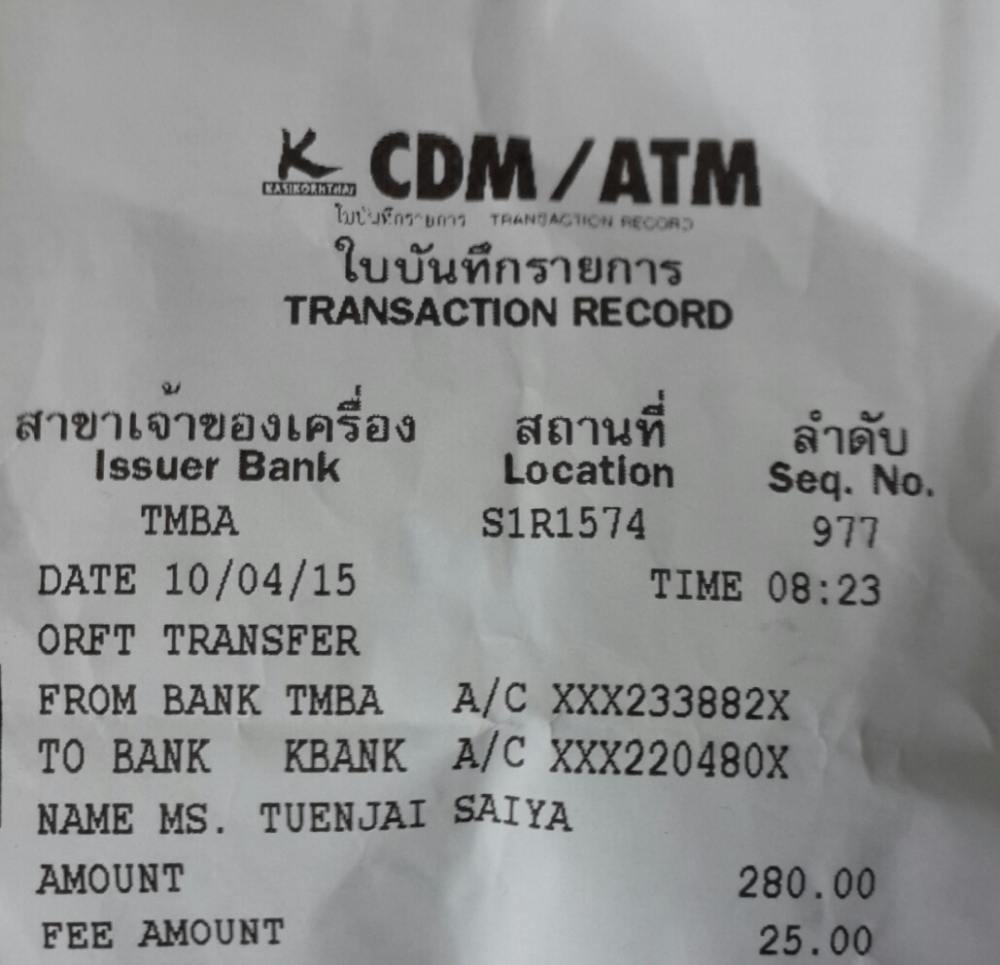 K CDM/ATM
KASIKORNTHAI
ใบบันทึกรายการ TRANSACTION RECORD
ใบบันทึกรายการ
TRANSACTION RECORD
สาขาเจ้าของเครื่อง สถานที่ ลำดับ
Issuer Bank Location Seq. No.
TMBA S1R1574 977
DATE 10/04/15 TIME 08:23
ORFT TRANSFER
FROM BANK TMBA A/C XXX233882X
TO BANK KBANK A/C XXX220480X
NAME MS. TUENJAI SAIYA
AMOUNT 280.00
FEE AMOUNT 25.00